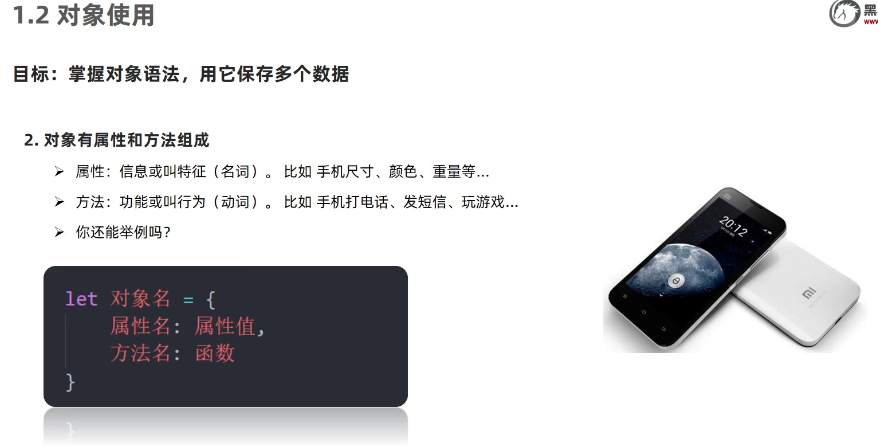 1.2 对象使用
黑
www
目标：掌握对象语法，用它保存多个数据
2. 对象有属性和方法组成
➢ 属性：信息或叫特征（名词）。 比如 手机尺寸、颜色、重量等…
➢ 方法：功能或叫行为（动词）。 比如 手机打电话、发短信、玩游戏…
➢ 你还能举例吗？
let 对象名 = {
属性名: 属性值,
方法名: 函数
}
20:12
mi